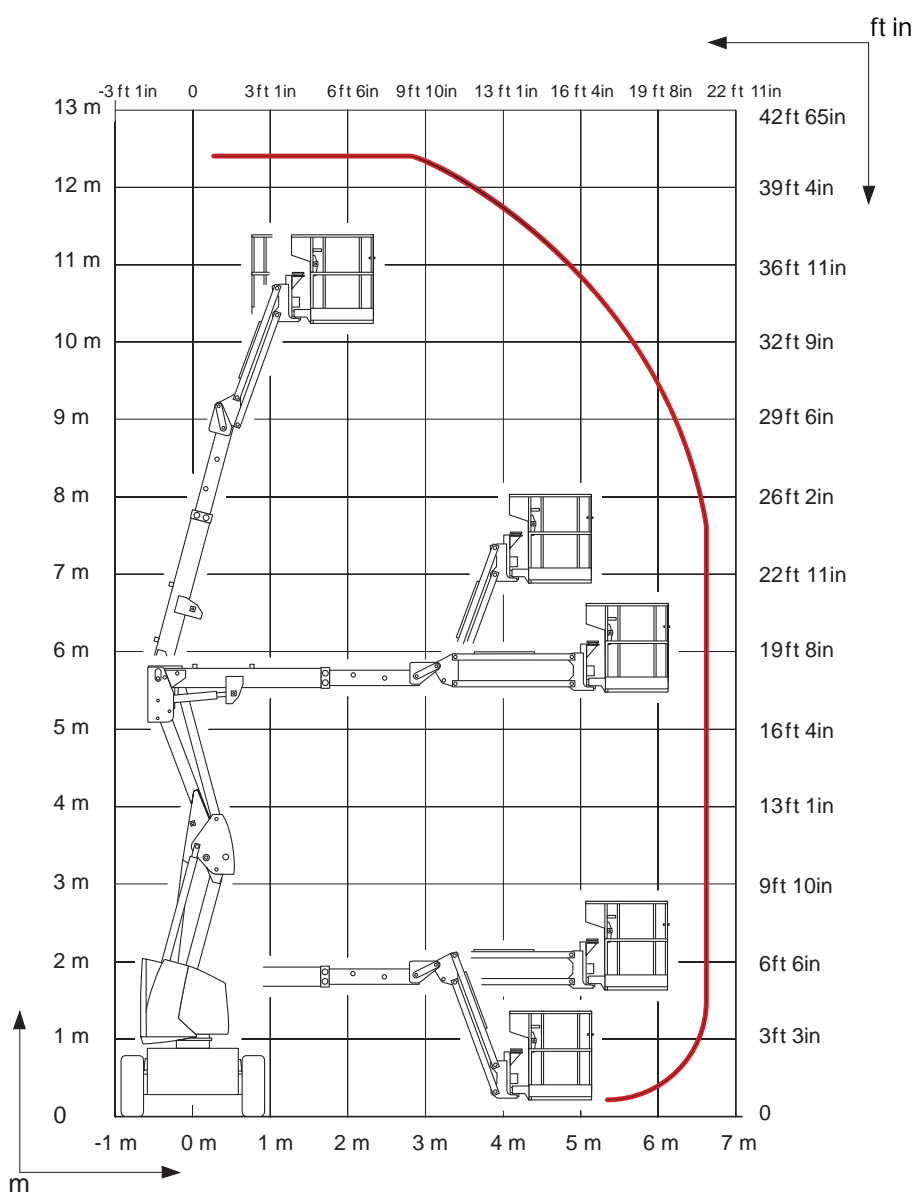 ft in
-3 ft 1in 0 3 ft 1in 6 ft 6in 9 ft 10in 13 ft 1in 16 ft 4in 19 ft 8in 22 ft 11in
13 m 42 ft 65in
12 m 39 ft 4in
11 m 36 ft 11in
10 m 32 ft 9in
9 m 29 ft 6in
8 m 26 ft 2in
7 m 22 ft 11in
6 m 19 ft 8in
5 m 16 ft 4in
4 m 13 ft 1in
3 m 9 ft 10in
2 m 6 ft 6in
1 m 3 ft 3in
0 0
-1 m 0 m 1 m 2 m 3 m 4 m 5 m 6 m 7 m
m